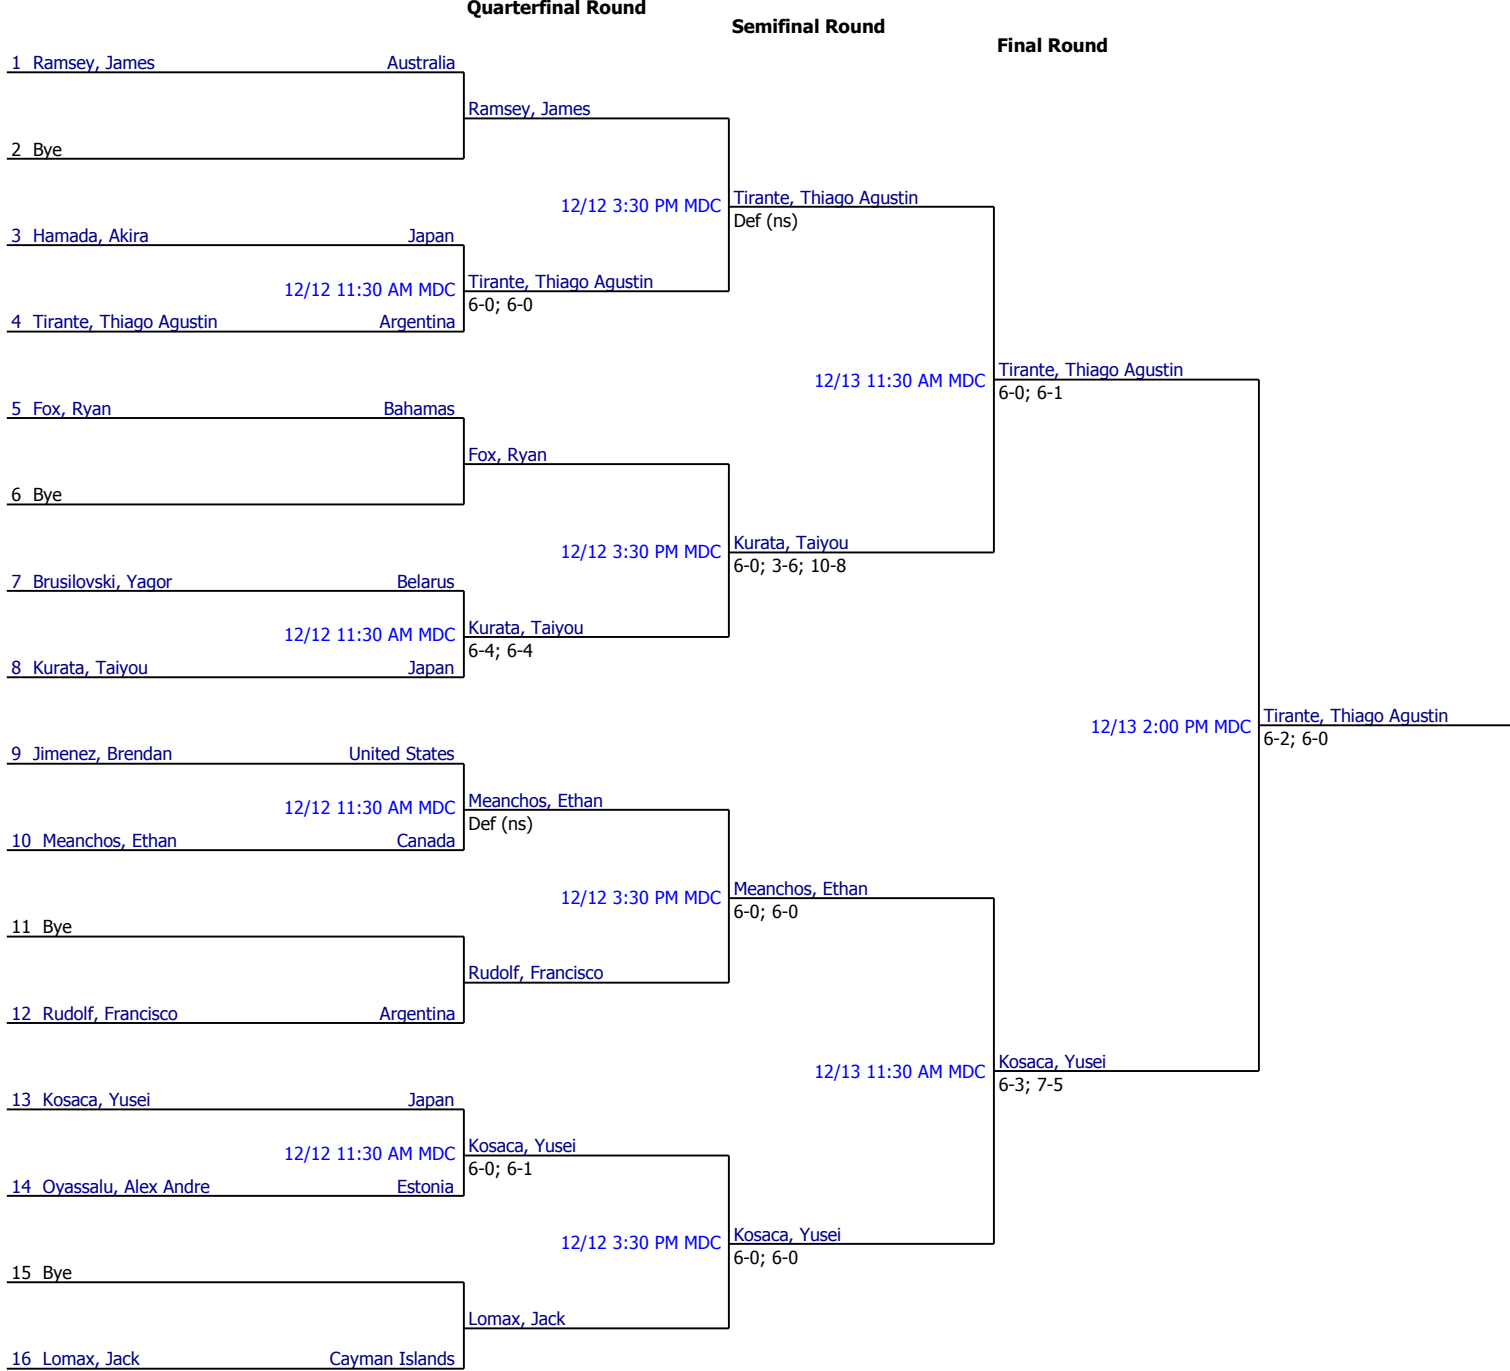 Quarterfinal Round
Semifinal Round
Final Round
1 Ramsey, James Australia
Ramsey, James
2 Bye
12/12 3:30 PM MDC Tirante, Thiago Agustin
Def (ns)
3 Hamada, Akira Japan
12/12 11:30 AM MDC Tirante, Thiago Agustin
6-0; 6-0
4 Tirante, Thiago Agustin Argentina
12/13 11:30 AM MDC Tirante, Thiago Agustin
6-0; 6-1
5 Fox, Ryan Bahamas
Fox, Ryan
6 Bye
12/12 3:30 PM MDC Kurata, Taiyou
6-0; 3-6; 10-8
7 Brusilovski, Yagor Belarus
12/12 11:30 AM MDC Kurata, Taiyou
6-4; 6-4
8 Kurata, Taiyou Japan
12/13 2:00 PM MDC Tirante, Thiago Agustin
6-2; 6-0
9 Jimenez, Brendan United States
12/12 11:30 AM MDC Meanchos, Ethan
Def (ns)
10 Meanchos, Ethan Canada
12/12 3:30 PM MDC Meanchos, Ethan
6-0; 6-0
11 Bye
Rudolf, Francisco
12 Rudolf, Francisco Argentina
12/13 11:30 AM MDC Kosaca, Yusei
6-3; 7-5
13 Kosaca, Yusei Japan
12/12 11:30 AM MDC Kosaca, Yusei
6-0; 6-1
14 Oyassalu, Alex Andre Estonia
12/12 3:30 PM MDC Kosaca, Yusei
6-0; 6-0
15 Bye
Lomax, Jack
16 Lomax, Jack Cayman Islands